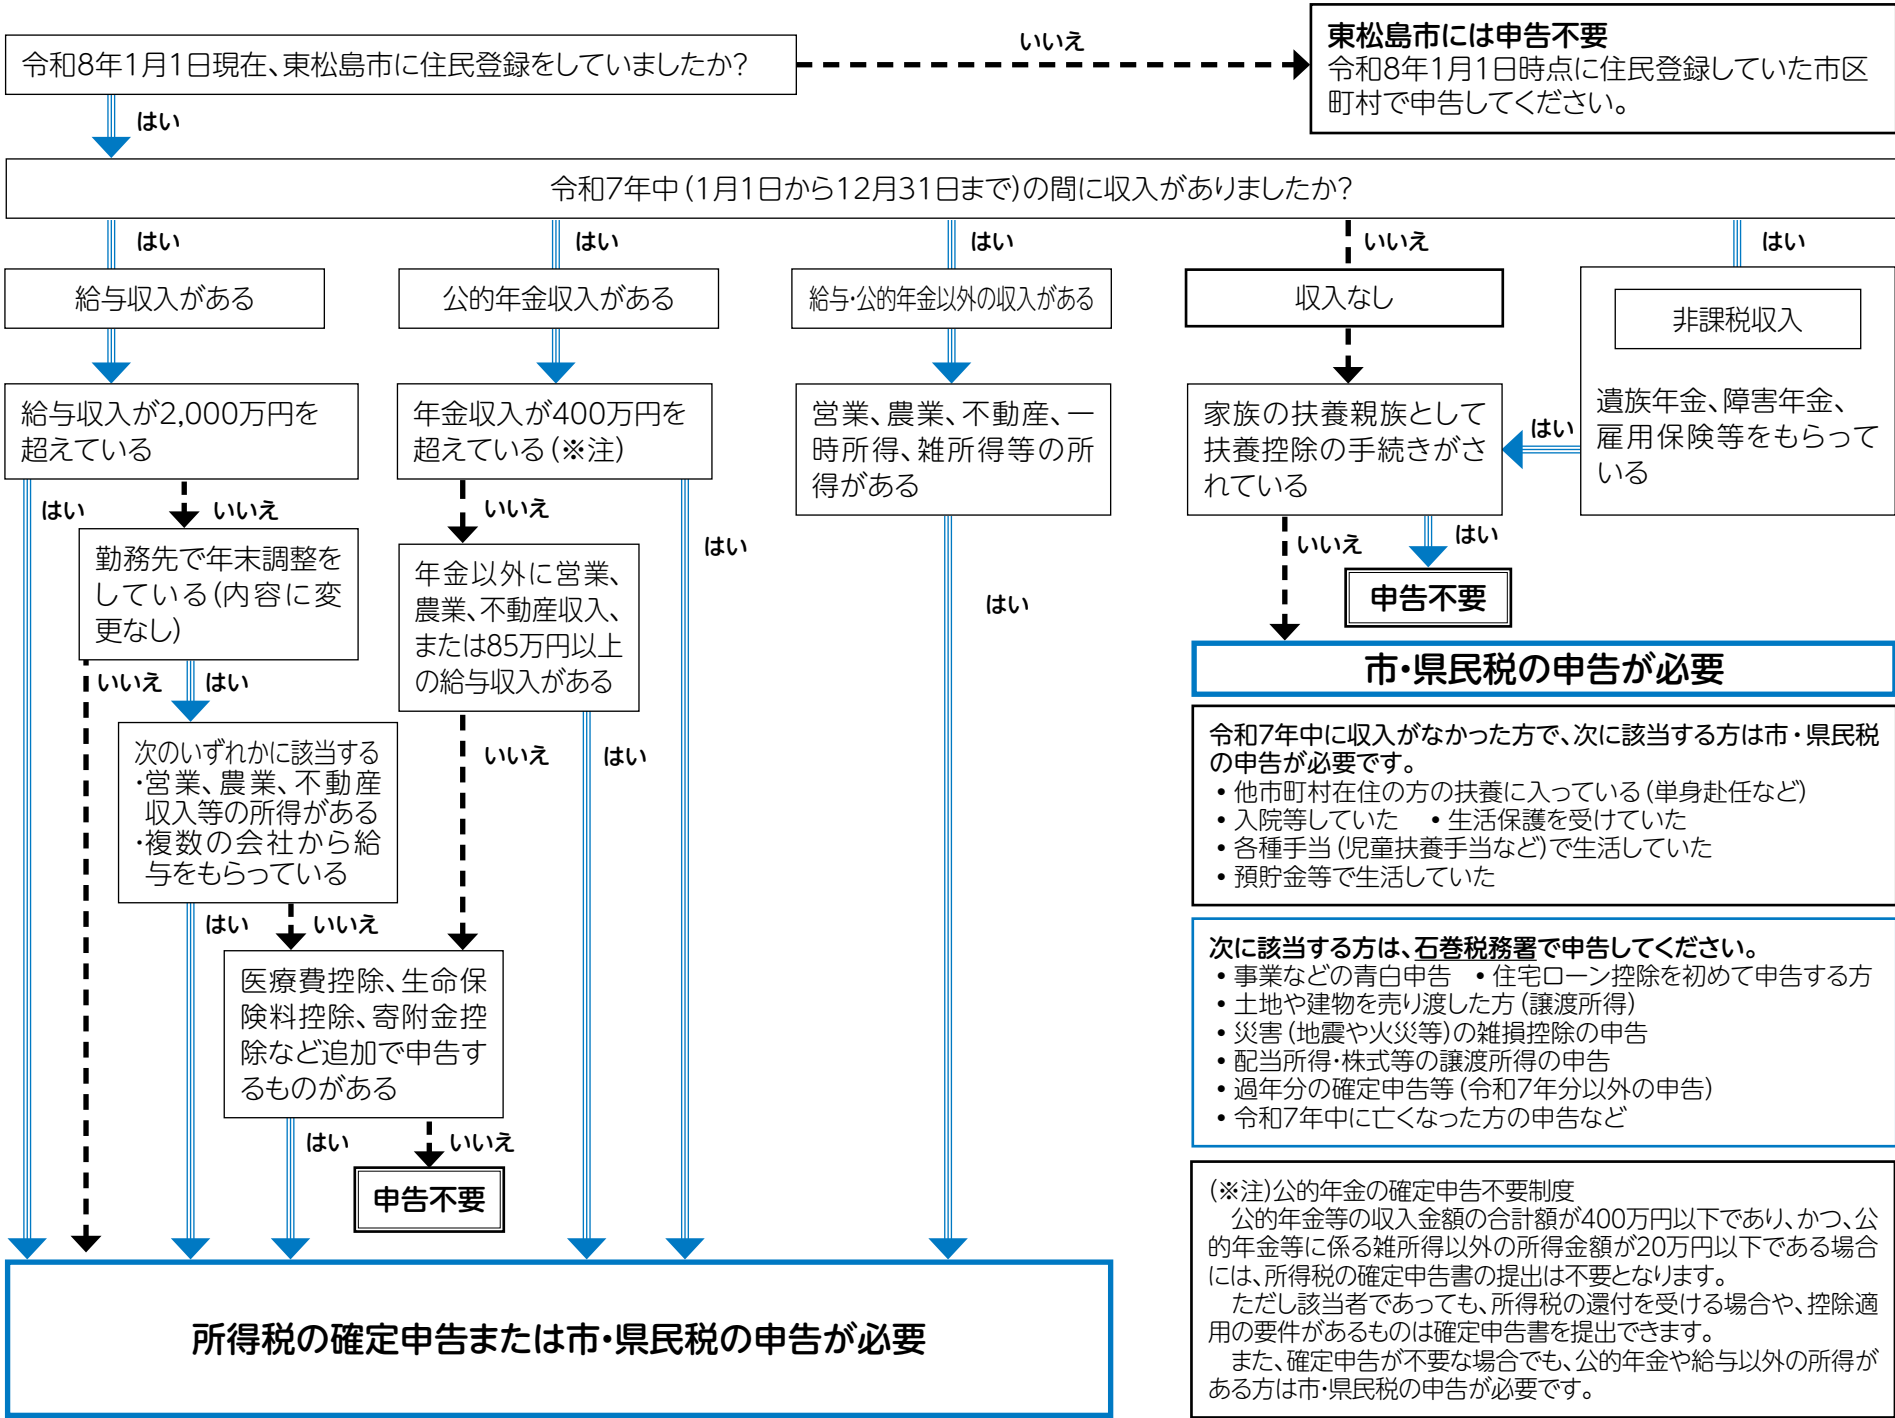 令和8年1月1日現在、東松島市に住民登録をしていましたか?
いいえ
東松島市には申告不要
令和8年1月1日時点に住民登録していた市区
町村で申告してください。
はい
令和7年中(1月1日から12月31日まで)の間に収入がありましたか?
はい
はい
はい
いいえ
はい
給与収入がある
公的年金収入がある
給与・公的年金以外の収入がある
収入なし
非課税収入
遺族年金、障害年金、
雇用保険等をもらって
いる
はい
給与収入が2,000万円を
超えている
年金収入が400万円を
超えている(※注)
営業、農業、不動産、一
時所得、雑所得等の所
得がある
家族の扶養親族として
扶養控除の手続きがさ
れている
はい
いいえ
いいえ
はい
はい
いいえ
はい
勤務先で年末調整を
している(内容に変
更なし)
年金以外に営業、
農業、不動産収入、
または85万円以上
の給与収入がある
申告不要
市・県民税の申告が必要
いいえ
はい
いいえ
はい
次のいずれかに該当する
・営業、農業、不動産
収入等の所得がある
・複数の会社から給
与をもらっている
はい
いいえ
医療費控除、生命保
険料控除、寄附金控
除など追加で申告す
るものがある
はい
いいえ
申告不要
所得税の確定申告または市・県民税の申告が必要
令和7年中に収入がなかった方で、次に該当する方は市・県民税
の申告が必要です。
• 他市町村在住の方の扶養に入っている(単身赴任など)
• 入院等していた • 生活保護を受けていた
• 各種手当(児童扶養手当など)で生活していた
• 預貯金等で生活していた
次に該当する方は、石巻税務署で申告してください。
• 事業などの青白申告 • 住宅ローン控除を初めて申告する方
• 土地や建物を売り渡した方(譲渡所得)
• 災害(地震や火災等)の雑損控除の申告
• 配当所得・株式等の譲渡所得の申告
• 過年分の確定申告等(令和7年分以外の申告)
• 令和7年中に亡くなった方の申告など
(※注)公的年金の確定申告不要制度
公的年金等の収入金額の合計額が400万円以下であり、かつ、公
的年金等に係る雑所得以外の所得金額が20万円以下である場合
には、所得税の確定申告書の提出は不要となります。
ただし該当者であっても、所得税の還付を受ける場合や、控除適
用の要件があるものは確定申告書を提出できます。
また、確定申告が不要な場合でも、公的年金や給与以外の所得が
ある方は市・県民税の申告が必要です。